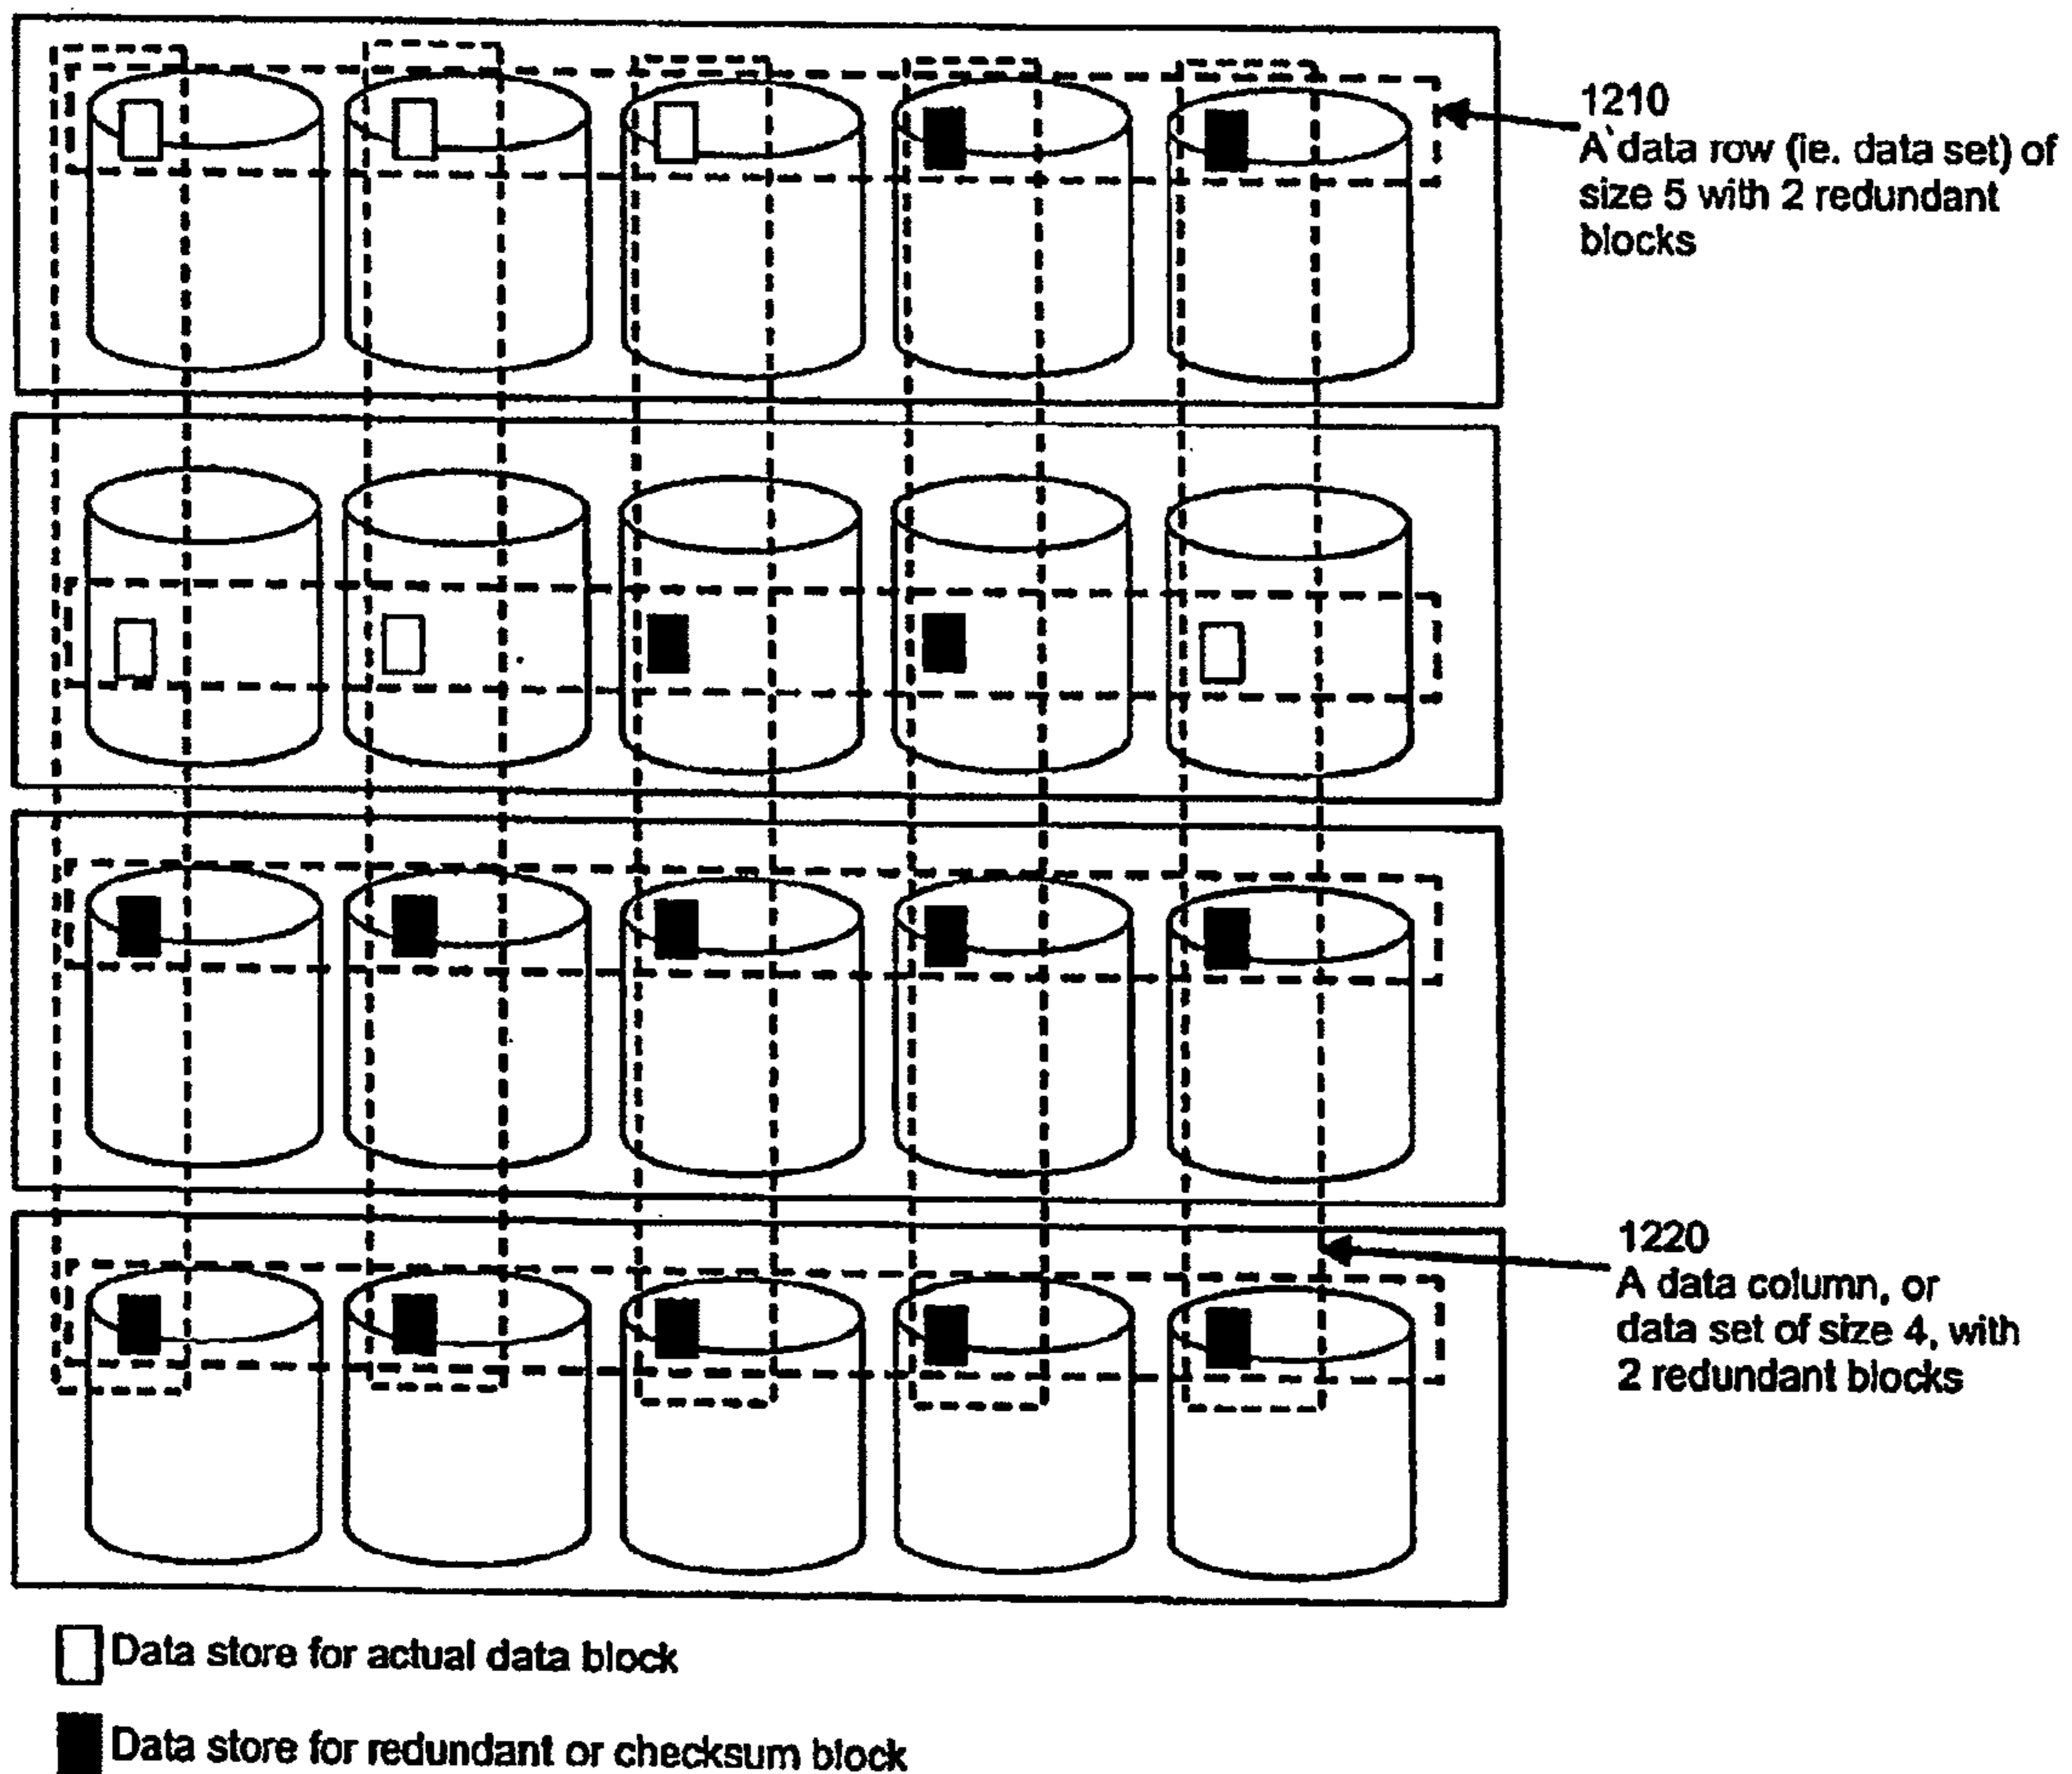 1210
A data row (ie. data set) of
size 5 with 2 redundant
blocks
1220
A data column, or
data set of size 4, with
2 redundant blocks
Data store for actual data block
Data store for redundant or checksum block